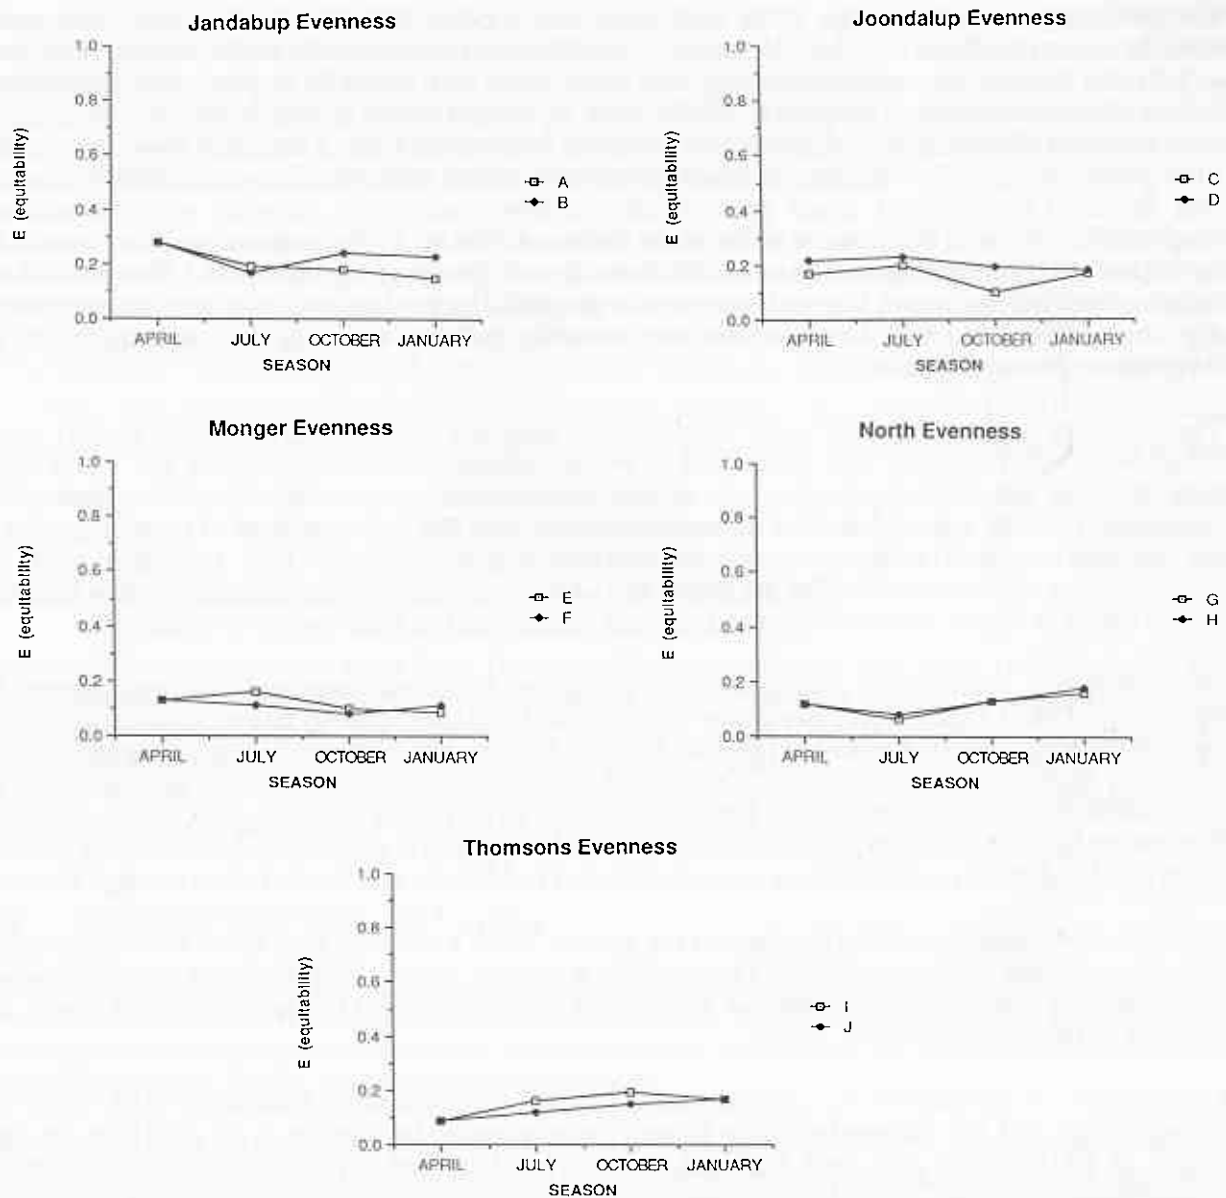 Jandabup Evenness
1.0
0.8
0.6
0.4
0.2
0.0
E (equitability)
APRIL JULY OCTOBER JANUARY
SEASON
A
B
Joondalup Evenness
1.0
0.8
0.6
0.4
0.2
0.0
E (equitability)
APRIL JULY OCTOBER JANUARY
SEASON
C
D
Monger Evenness
1.0
0.8
0.6
0.4
0.2
0.0
E (equitability)
APRIL JULY OCTOBER JANUARY
SEASON
E
F
North Evenness
1.0
0.8
0.6
0.4
0.2
0.0
E (equitability)
APRIL JULY OCTOBER JANUARY
SEASON
G
H
Thomsons Evenness
1.0
0.8
0.6
0.4
0.2
0.0
E (equitability)
APRIL JULY OCTOBER JANUARY
SEASON
I
J